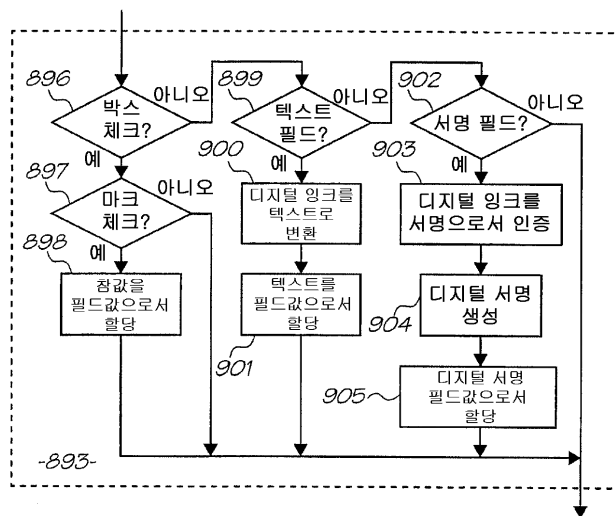 896
박스
체크?
아니오
예
897
마크
체크?
아니오
예
898
참값을
필드값으로서
할당
899
텍스트
필드?
아니오
예
900
디지털 잉크를
텍스트로
변환
텍스트를
필드값으로서
할당
901
902
서명 필드?
아니오
예
903
디지털 잉크를
서명으로서 인증
디지털 서명
생성
904
디지털 서명
필드값으로서
할당
905
-893-